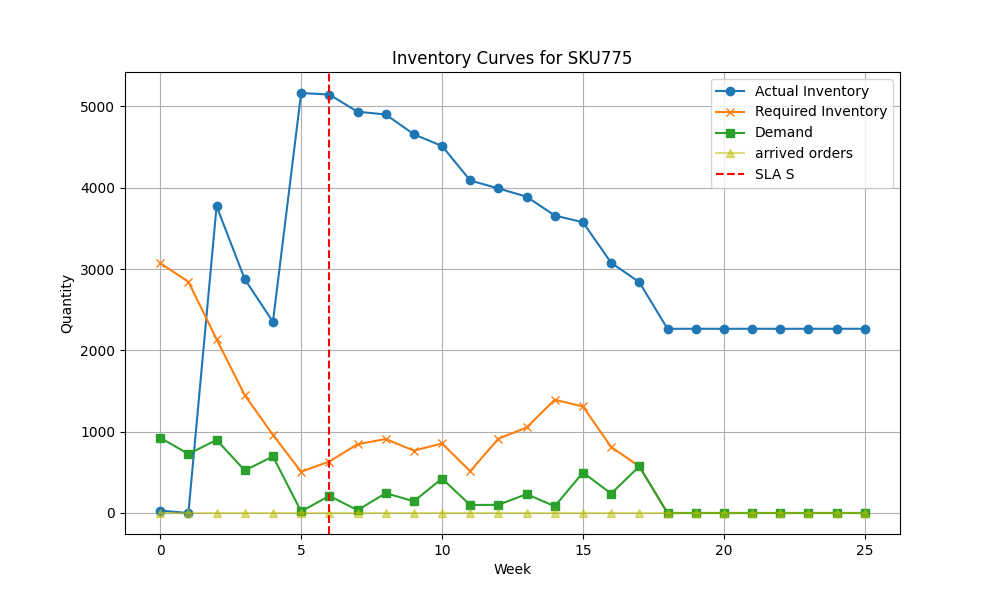 Inventory Curves for SKU775
Actual Inventory
Required Inventory
Demand
arrived orders
SLA S
Quantity
5000
4000
3000
2000
1000
0
0 5 10 15 20 25
Week